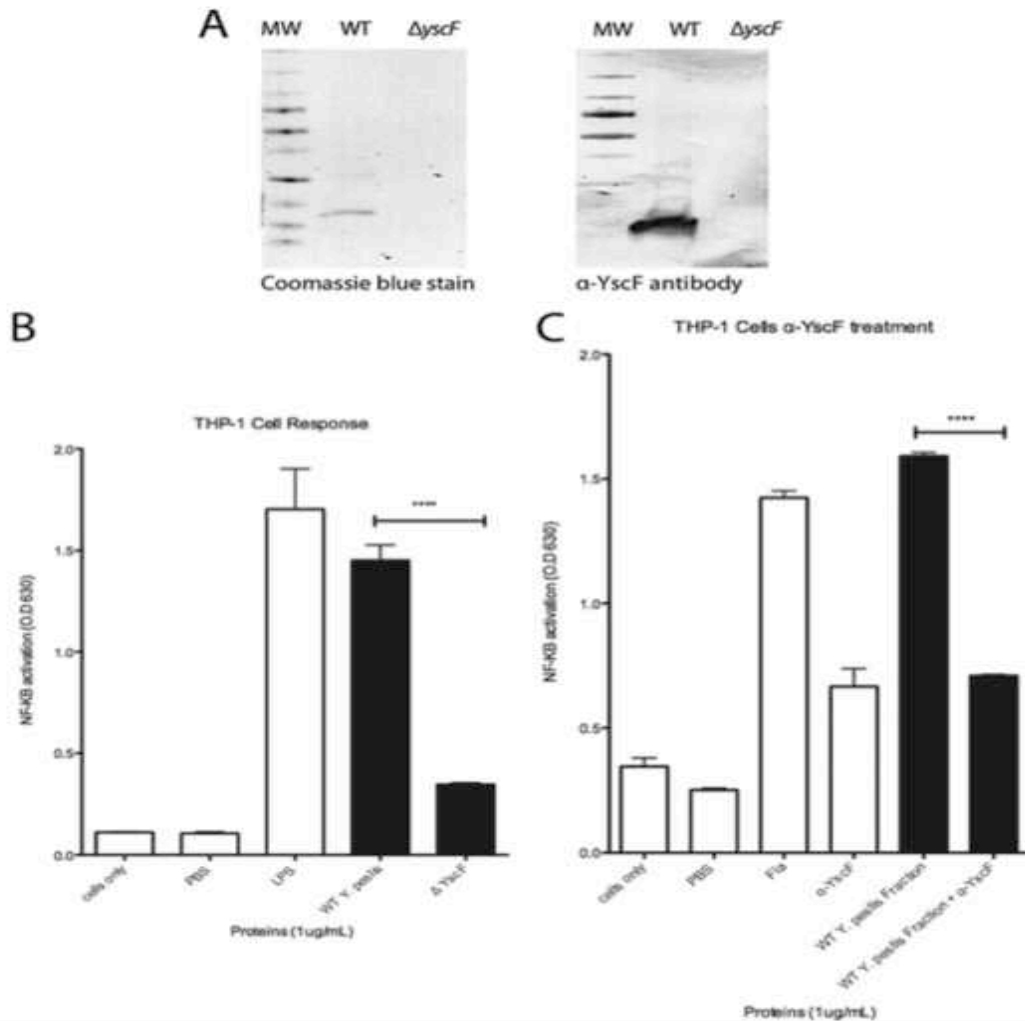 A
MW WT ΔyscF
MW WT ΔyscF
Coomassie blue stain
α-YscF antibody
B
THP-1 Cell Response
2.0
1.5
1.0
0.5
0.0
NF-KB activation (O.D 630)
****
cells only
PBS
LPS
WT Y. pestis
Δ YscF
Proteins (1ug/mL)
C
THP-1 Cells α-YscF treatment
2.0
1.5
1.0
0.5
0.0
NF-KB activation (O.D 630)
****
cells only
PBS
Fla
α-YscF
WT Y. pestis Fraction
WT Y. pestis Fraction + α-YscF
Proteins (1ug/mL)